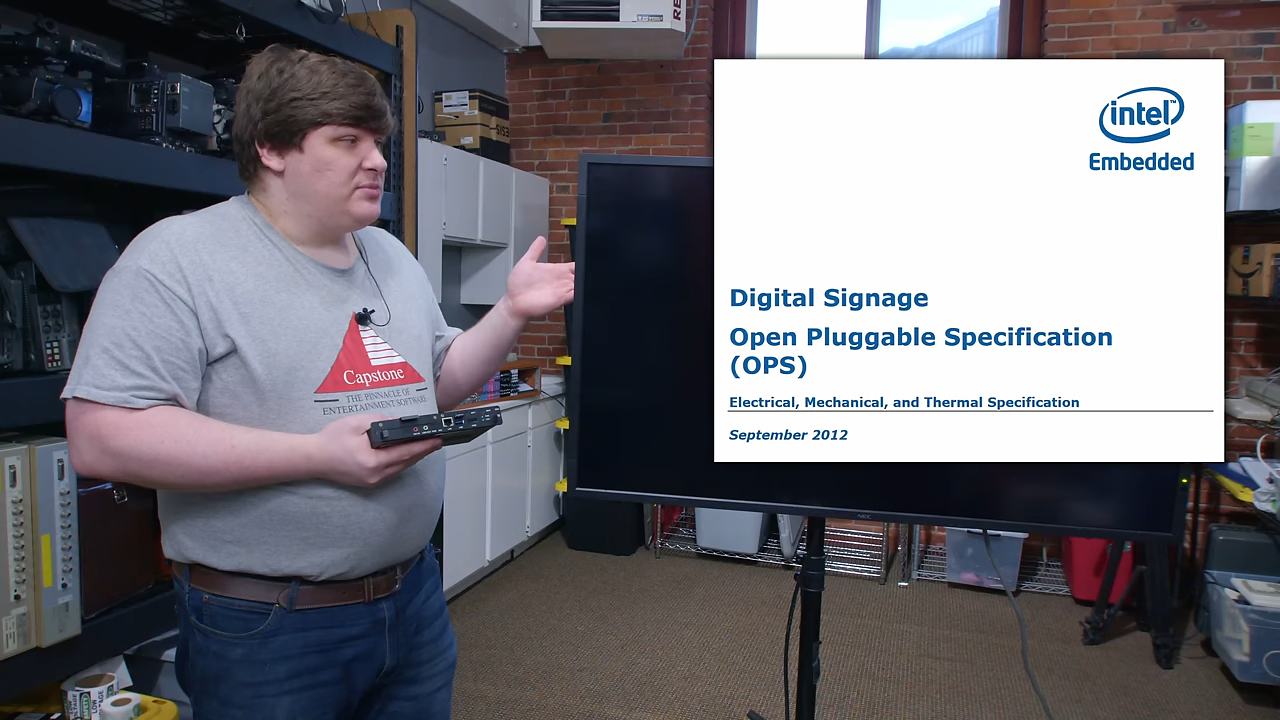 intel
Embedded
Digital Signage
Open Pluggable Specification
(OPS)
Electrical, Mechanical, and Thermal Specification
September 2012
Capstone
THE PINNACLE OF
ENTERTAINMENT SOFTWARE
NEC